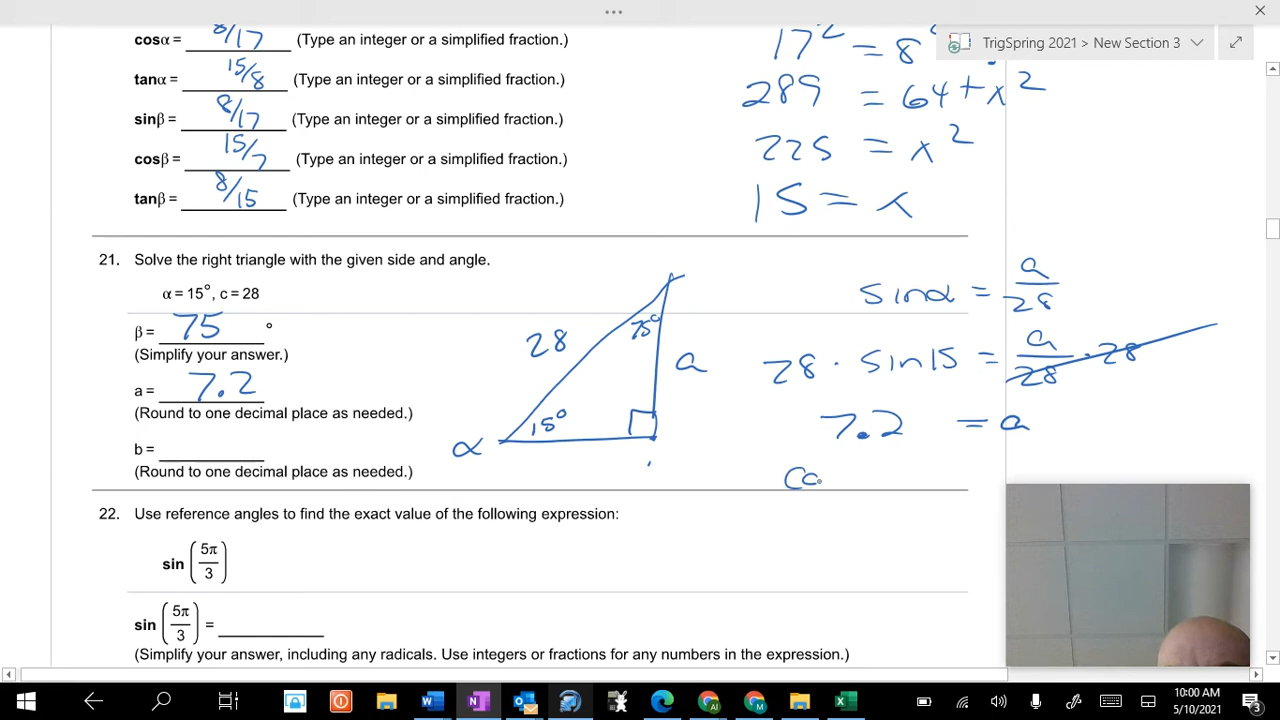 TrigSpring 2021 > New Section 3
cosα = 8/17 (Type an integer or a simplified fraction.)
tanα = 15/8 (Type an integer or a simplified fraction.)
sinβ = 8/17 (Type an integer or a simplified fraction.)
cosβ = 15/7 (Type an integer or a simplified fraction.)
tanβ = 8/15 (Type an integer or a simplified fraction.)
289 = 64 + x²
225 = x²
15 = x
21. Solve the right triangle with the given side and angle.
α = 15°, c = 28
β = 75 °
(Simplify your answer.)
a = 7.2
(Round to one decimal place as needed.)
b =
(Round to one decimal place as needed.)
28
75°
a
15°
α
sinα = a/28
28 · sin15 = a/28 · 28
7.2 = a
Co
22. Use reference angles to find the exact value of the following expression:
sin (5π/3)
sin (5π/3) =
(Simplify your answer, including any radicals. Use integers or fractions for any numbers in the expression.)
10:00 AM
5/10/2021